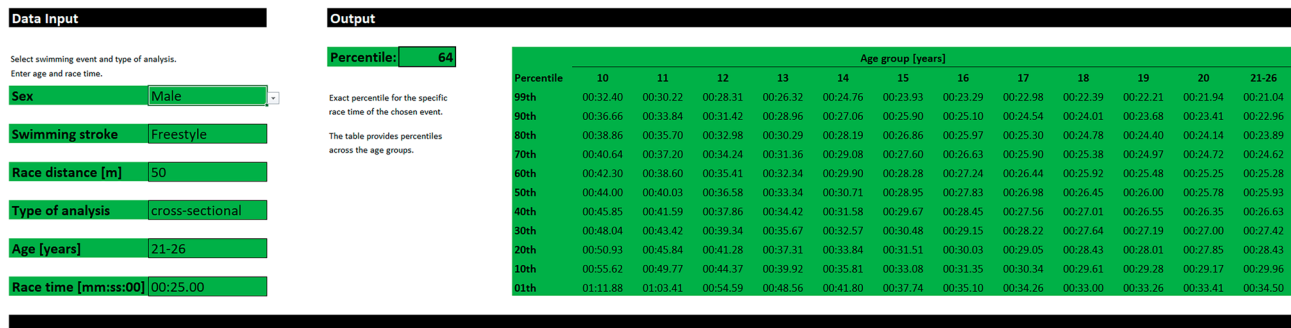 Data Input
Output
Select swimming event and type of analysis.
Enter age and race time.
Sex Male
Swimming stroke Freestyle
Race distance [m] 50
Type of analysis cross-sectional
Age [years] 21-26
Race time [mm:ss:00] 00:25.00
Percentile: 64
Exact percentile for the specific
race time of the chosen event.
The table provides percentiles
across the age groups.
Age group [years]
Percentile 10 11 12 13 14 15 16 17 18 19 20 21-26
99th 00:32.40 00:30.22 00:28.31 00:26.32 00:24.76 00:23.93 00:23.29 00:22.98 00:22.39 00:22.21 00:21.94 00:21.04
90th 00:36.66 00:33.84 00:31.42 00:28.96 00:27.06 00:25.90 00:25.10 00:24.54 00:24.01 00:23.68 00:23.41 00:22.96
80th 00:38.86 00:35.70 00:32.98 00:30.29 00:28.19 00:26.86 00:25.97 00:25.30 00:24.78 00:24.40 00:24.14 00:23.89
70th 00:40.64 00:37.20 00:34.24 00:31.36 00:29.08 00:27.60 00:26.63 00:25.90 00:25.38 00:24.97 00:24.72 00:24.62
60th 00:42.30 00:38.60 00:35.41 00:32.34 00:29.90 00:28.28 00:27.24 00:26.44 00:25.92 00:25.48 00:25.25 00:25.28
50th 00:44.00 00:40.03 00:36.58 00:33.34 00:30.71 00:28.95 00:27.83 00:26.98 00:26.45 00:26.00 00:25.78 00:25.93
40th 00:45.85 00:41.59 00:37.86 00:34.42 00:31.58 00:29.67 00:28.45 00:27.56 00:27.01 00:26.55 00:26.35 00:26.63
30th 00:48.04 00:43.42 00:39.34 00:35.67 00:32.57 00:30.48 00:29.15 00:28.22 00:27.64 00:27.19 00:27.00 00:27.42
20th 00:50.93 00:45.84 00:41.28 00:37.31 00:33.84 00:31.51 00:30.03 00:29.05 00:28.43 00:28.01 00:27.85 00:28.43
10th 00:55.62 00:49.77 00:44.37 00:39.92 00:35.81 00:33.08 00:31.35 00:30.34 00:29.61 00:29.28 00:29.17 00:29.96
01th 01:11.88 01:03.41 00:54.59 00:48.56 00:41.80 00:37.74 00:35.10 00:34.26 00:33.00 00:33.26 00:33.41 00:34.50